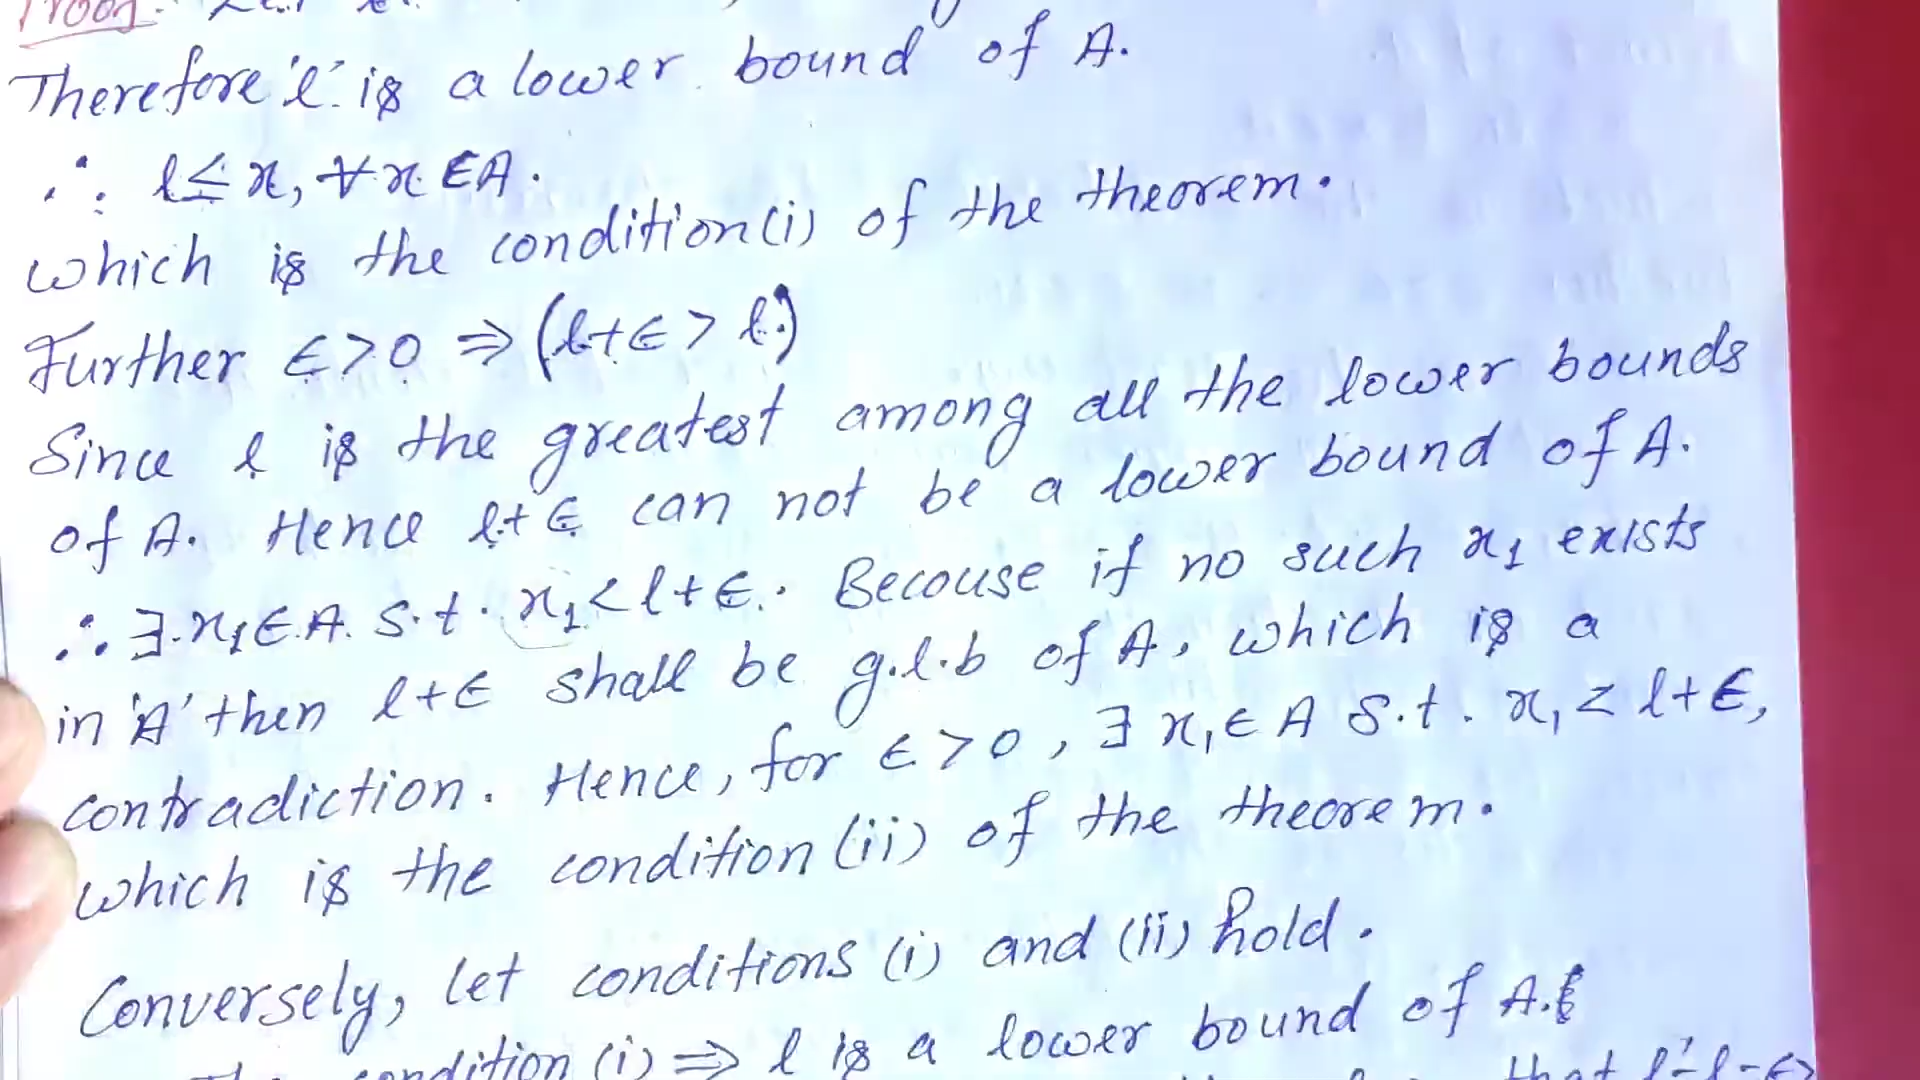 Proof
Therefore 'l' is a lower bound of A.
∴ l ≤ x, ∀ x ∈ A.
which is the condition (i) of the theorem.
Further ∈ > 0 ⇒ (l+∈ > l.)
Since l is the greatest among all the lower bounds
of A. Hence l+∈ can not be a lower bound of A.
∴ ∃ x₁ ∈ A. S.t. x₁ < l+∈. Becouse if no such x₁ exists
in 'A' then l+∈ shall be g.l.b of A, which is a
contradiction. Hence, for ∈ > 0, ∃ x₁ ∈ A S.t. x₁ < l+∈,
which is the condition (ii) of the theorem.
Conversely, let conditions (i) and (ii) hold.
condition (i) ⇒ l is a lower bound of A.
that